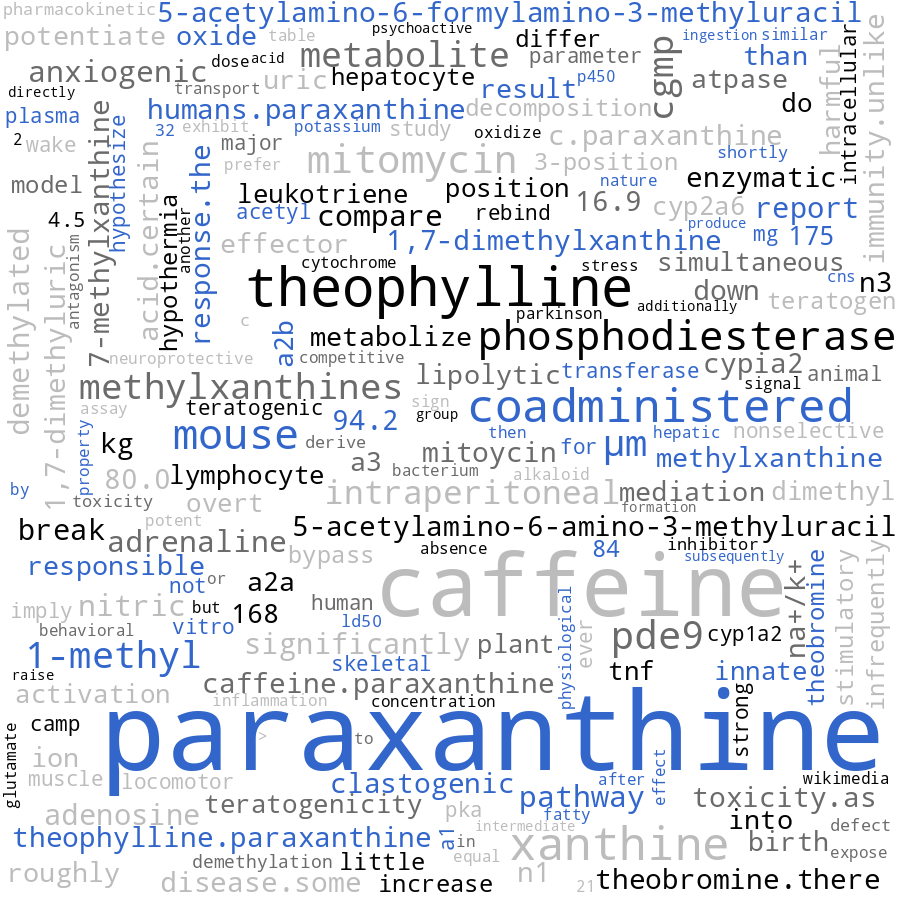 pharmacokinetic
5-acetylamino-6-formylamino-3-methyluracil
potentiate
oxide
table
psychoactive
differ
ingestion
similar
anxiogenic
dose
acid
metabolite
parameter
cgmp
than
harmful
intracellular
immunity.unlike
directly
transport
uric
hepatocyte
result
p450
atpase
plasma
7-methylxanthine
humans.paraxanthine
decomposition
do
2
wake
hypothesize
32
exhibit
potassium
study
oxidize
c.paraxanthine
acid.certain
response.the
major
prefer
mitomycin
3-position
shortly
model
hypothermia
another
leukotriene
position
nature
enzymatic
4.5
acetyl
compare
rebind
16.9
cyp2a6
report
produce
demethylated
1,7-dimethyluric
antagonism
effector
1,7-dimethylxanthine
mg
175
cytochrome
stress
simultaneous
cns
n3
theophylline
down
teratogen
additionally
parkinson
c
a2b
metabolize
phosphodiesterase
neuroprotective
competitive
lipolytic
transferase
cypia2
animal
methylxanthines
signal
assay
teratogenic
94.2
sign
group
coadministered
property
kg
mouse
derive
then
for
μm
hepatic
nonselective
a3
mitoycin
methylxanthine
bacterium
alkaloid
by
80.0
lymphocyte
toxicity
overt
intraperitoneal
mediation
dimethyl
formation
break
potent
5-acetylamino-6-amino-3-methyluracil
adrenaline
bypass
absence
84
inhibitor
subsequently
responsible
not
or
a2a
caffeine
na+/k+
theobromine
stimulatory
infrequently
imply
nitric
but
168
human
physiological
ever
behavioral
vitro
ld50
pde9
cyp1a2
1-methyl
significantly
plant
skeletal
tnf
innate
raise
activation
caffeine.paraxanthine
inflammation
concentration
strong
camp
paraxanthine
glutamate
>
to
ion
muscle
locomotor
clastogenic
after
effect
wikimedia
adenosine
teratogenicity
pka
pathway
fatty
toxicity.as
theophylline.paraxanthine
a1
in
intermediate
into
defect
equal
xanthine
birth
expose
demethylation
little
roughly
disease.some
increase
n1
21
theobromine.there